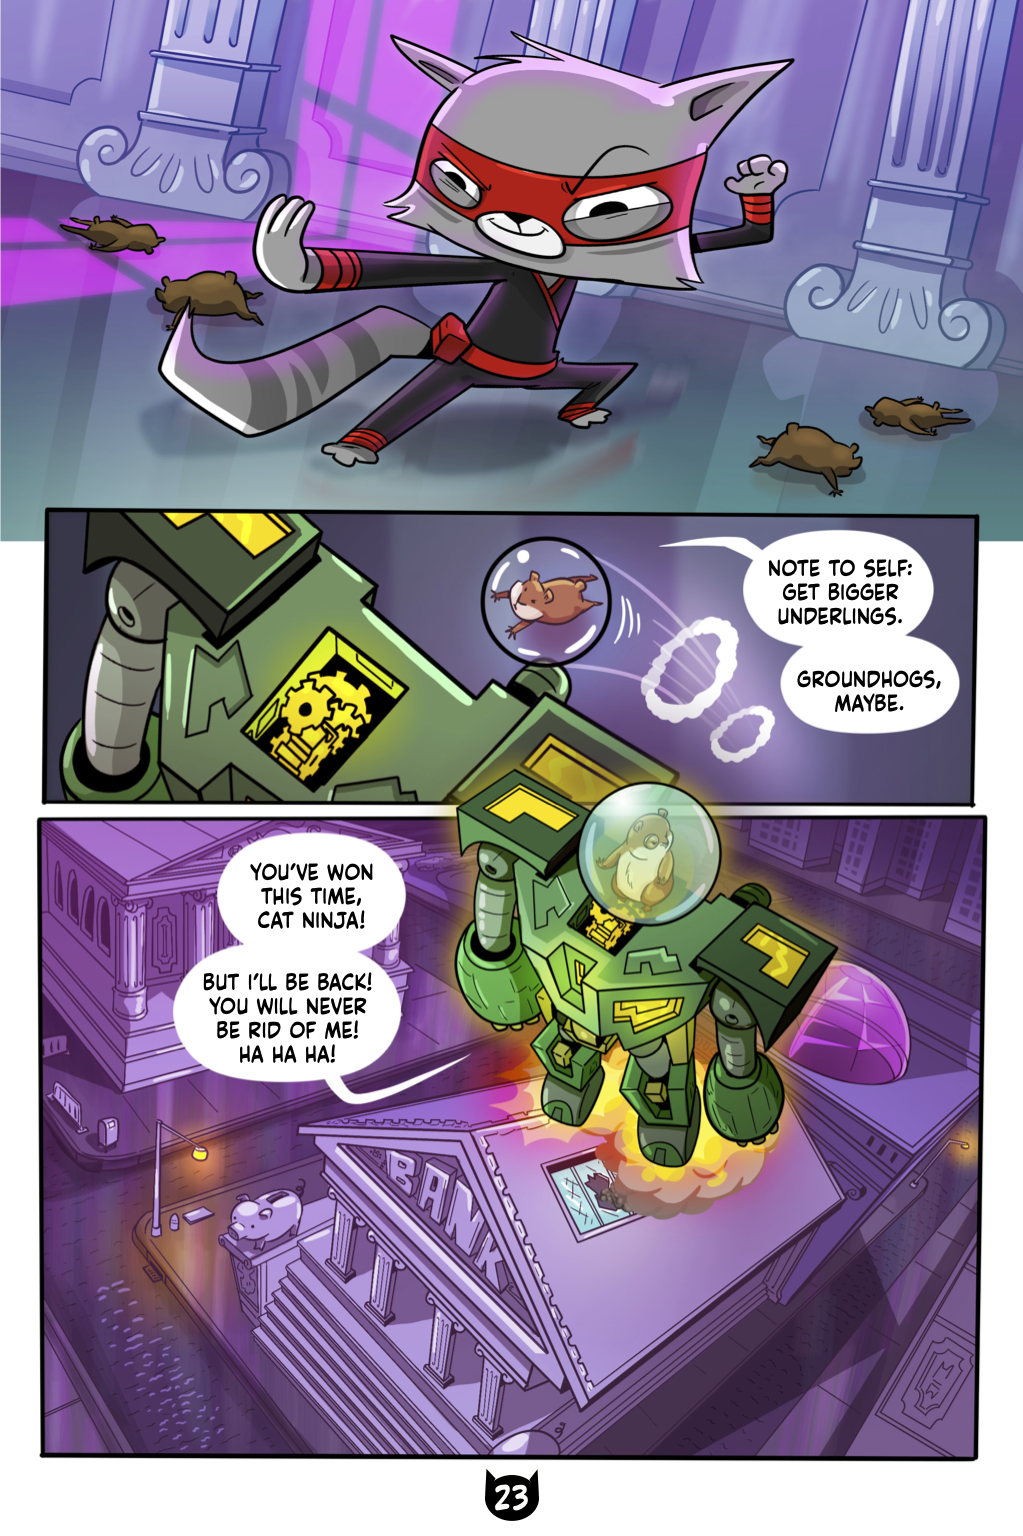 NOTE TO SELF:
GET BIGGER
UNDERLINGS.
GROUNDHOGS,
MAYBE.
YOU'VE WON
THIS TIME,
CAT NINJA!
BUT I'LL BE BACK!
YOU WILL NEVER
BE RID OF ME!
HA HA HA!
BANK
23